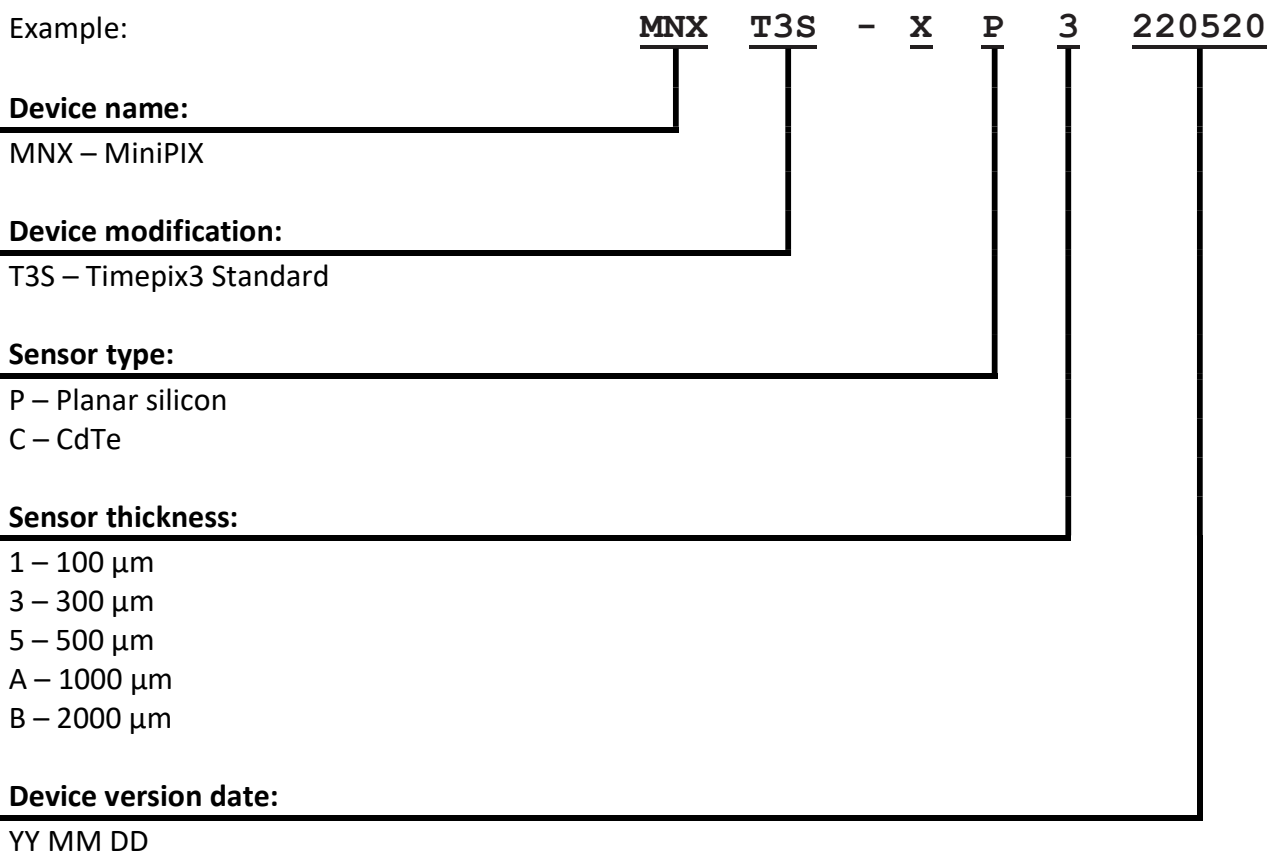 Example: MNX T3S - X P 3 220520
Device name:
MNX – MiniPIX
Device modification:
T3S – Timepix3 Standard
Sensor type:
P – Planar silicon
C – CdTe
Sensor thickness:
1 – 100 µm
3 – 300 µm
5 – 500 µm
A – 1000 µm
B – 2000 µm
Device version date:
YY MM DD